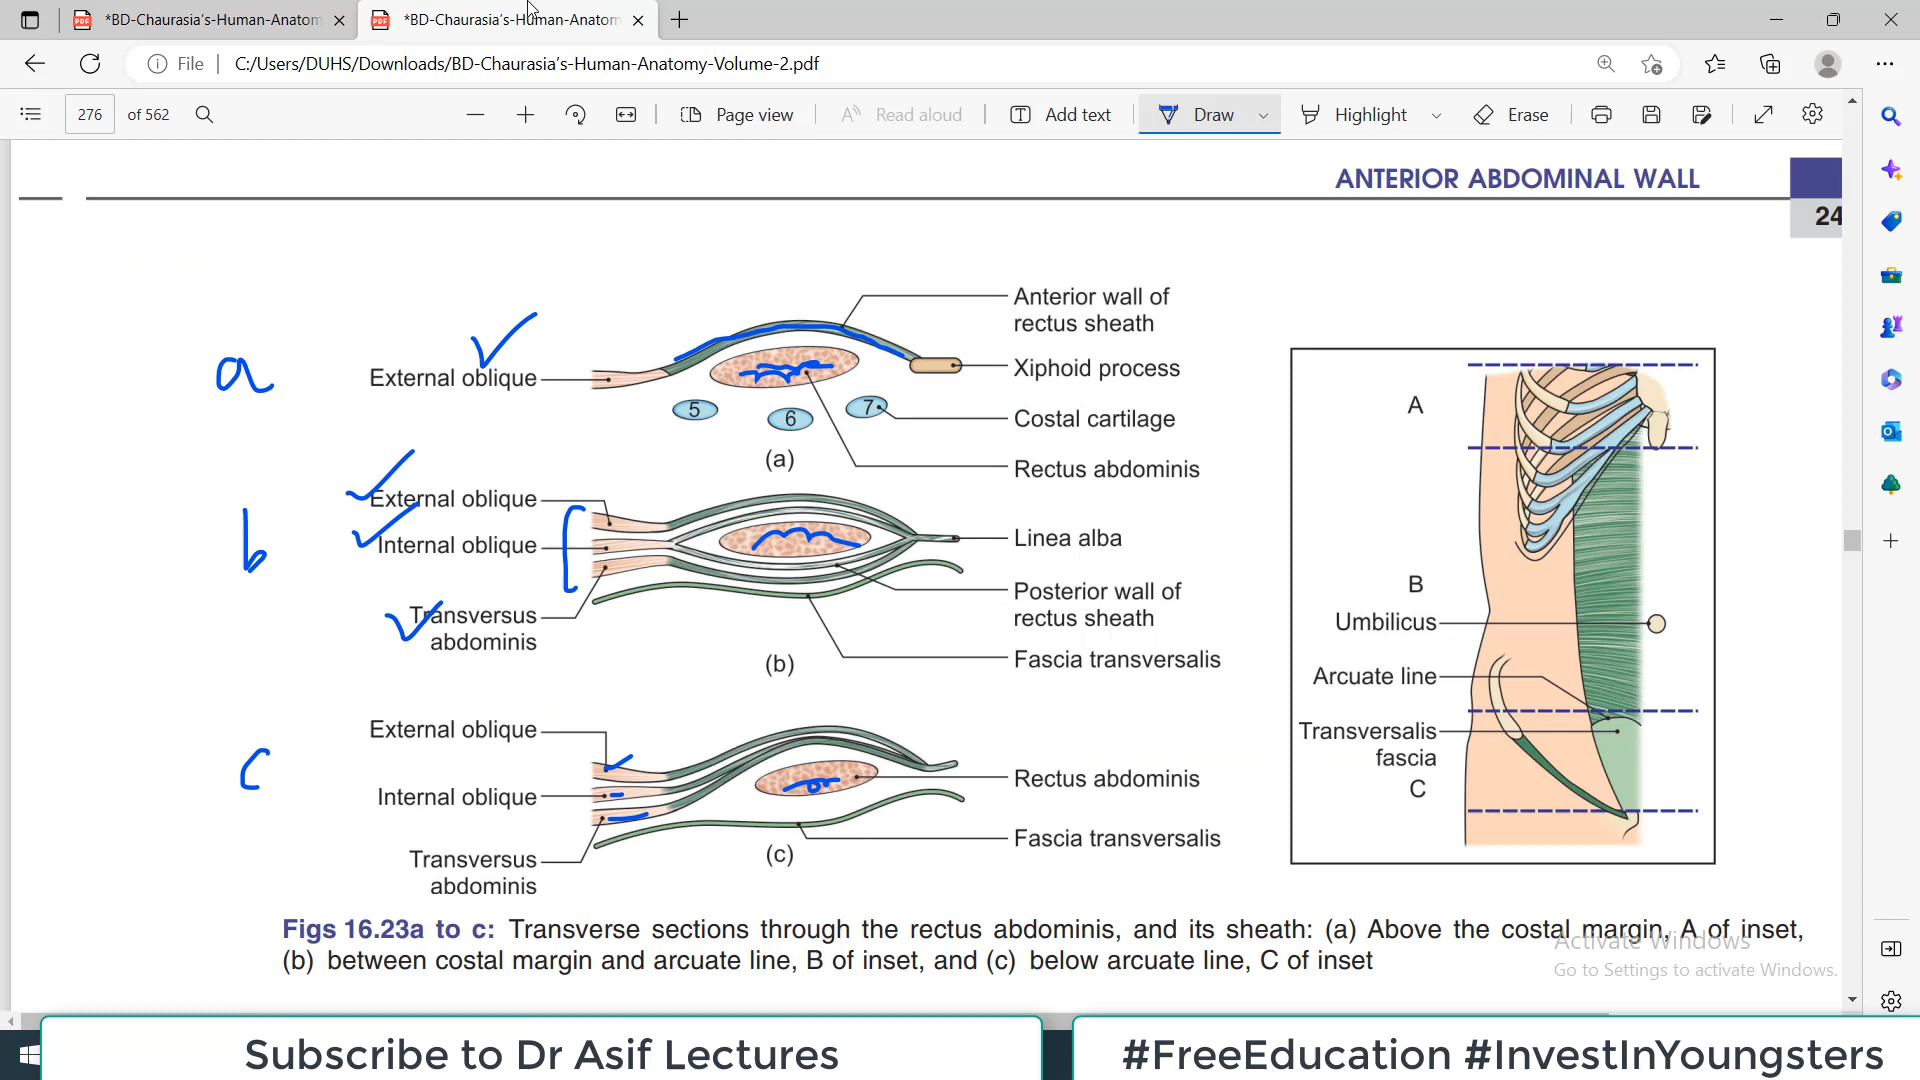 *BD-Chaurasia's-Human-Anatom
*BD-Chaurasia's-Human-Anatom
File
C:/Users/DUHS/Downloads/BD-Chaurasia's-Human-Anatomy-Volume-2.pdf
276 of 562
Page view
Read aloud
Add text
Draw
Highlight
Erase
ANTERIOR ABDOMINAL WALL
24
a
External oblique
Anterior wall of
rectus sheath
Xiphoid process
5
6
7
Costal cartilage
(a)
Rectus abdominis
b
External oblique
Internal oblique
Transversus
abdominis
Linea alba
Posterior wall of
rectus sheath
(b)
Fascia transversalis
c
External oblique
Internal oblique
Transversus
abdominis
Rectus abdominis
Fascia transversalis
(c)
A
B
Umbilicus
Arcuate line
Transversalis
fascia
C
Figs 16.23a to c: Transverse sections through the rectus abdominis, and its sheath: (a) Above the costal margin, A of inset,
(b) between costal margin and arcuate line, B of inset, and (c) below arcuate line, C of inset
Activate Windows
Go to Settings to activate Windows.
Subscribe to Dr Asif Lectures
#FreeEducation #InvestInYoungsters